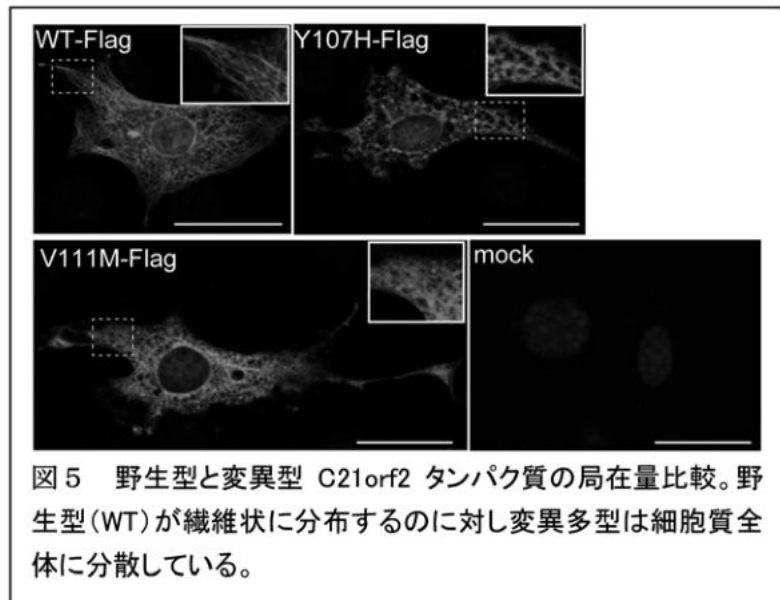 WT-Flag
Y107H-Flag
V111M-Flag
mock
図5 野生型と変異型 C21orf2 タンパク質の局在量比較。野
生型(WT)が繊維状に分布するのに対し変異多型は細胞質全
体に分散している。